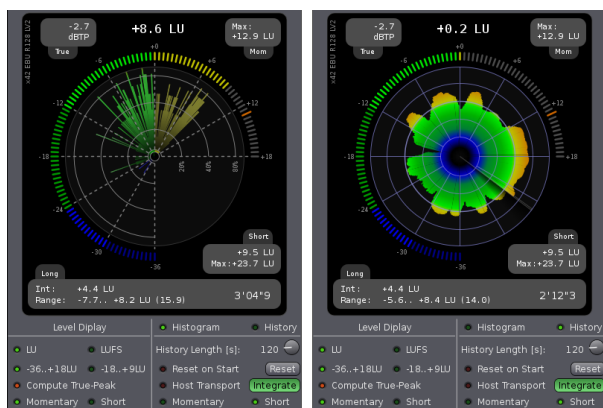 x42 EBU R128 LV2
-2.7
dBTP
True
+8.6 LU
Max:
+12.9 LU
Mom
+0
-6
+6
-12
+12
-18
+18
-24
-30
-36
20%
40%
80%
Short
+9.5 LU
Max:+23.7 LU
Long
Int: +4.4 LU
Range: -7.7.. +8.2 LU (15.9)
3'04"9
Level Diplay
Histogram
History
LU
LUFS
History Length [s]:
120
-36..+18LU
-18..+9LU
Reset on Start
Reset
Compute True-Peak
Host Transport
Integrate
Momentary
Short
Momentary
Short
x42 EBU R128 LV2
-2.7
dBTP
True
+0.2 LU
Max:
+12.9 LU
Mom
+0
-6
+6
-12
+12
-18
+18
-24
-30
-36
Short
+9.5 LU
Max:+23.7 LU
Long
Int: +4.4 LU
Range: -5.6.. +8.4 LU (14.0)
2'12"3
Level Diplay
Histogram
History
LU
LUFS
History Length [s]:
120
-36..+18LU
-18..+9LU
Reset on Start
Reset
Compute True-Peak
Host Transport
Integrate
Momentary
Short
Momentary
Short